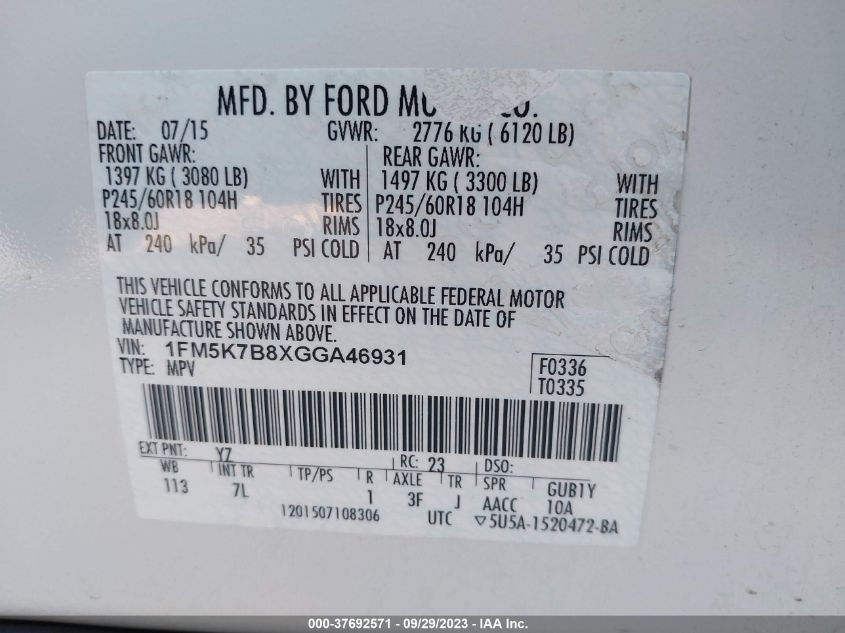 MFD. BY FORD CO.
DATE: 07/15 GVWR: 2776 KG ( 6120 LB)
FRONT GAWR: REAR GAWR:
1397 KG ( 3080 LB) WITH 1497 KG ( 3300 LB) WITH
P245/60R18 104H TIRES P245/60R18 104H TIRES
18x8.0J RIMS 18x8.0J RIMS
AT 240 kPa/ 35 PSI COLD AT 240 kPa/ 35 PSI COLD
THIS VEHICLE CONFORMS TO ALL APPLICABLE FEDERAL MOTOR
VEHICLE SAFETY STANDARDS IN EFFECT ON THE DATE OF
MANUFACTURE SHOWN ABOVE.
VIN: 1FM5K7B8XGGA46931
TYPE: MPV
F0336
T0335
EXT PNT: YZ RC: 23 DSO:
WB INT TR TP/PS R AXLE TR SPR GUB1Y
113 7L 1 3F J AACC 10A
1201507108306 UTC ▽5U5A-1520472-BA
000-37692571 - 09/29/2023 - IAA Inc.